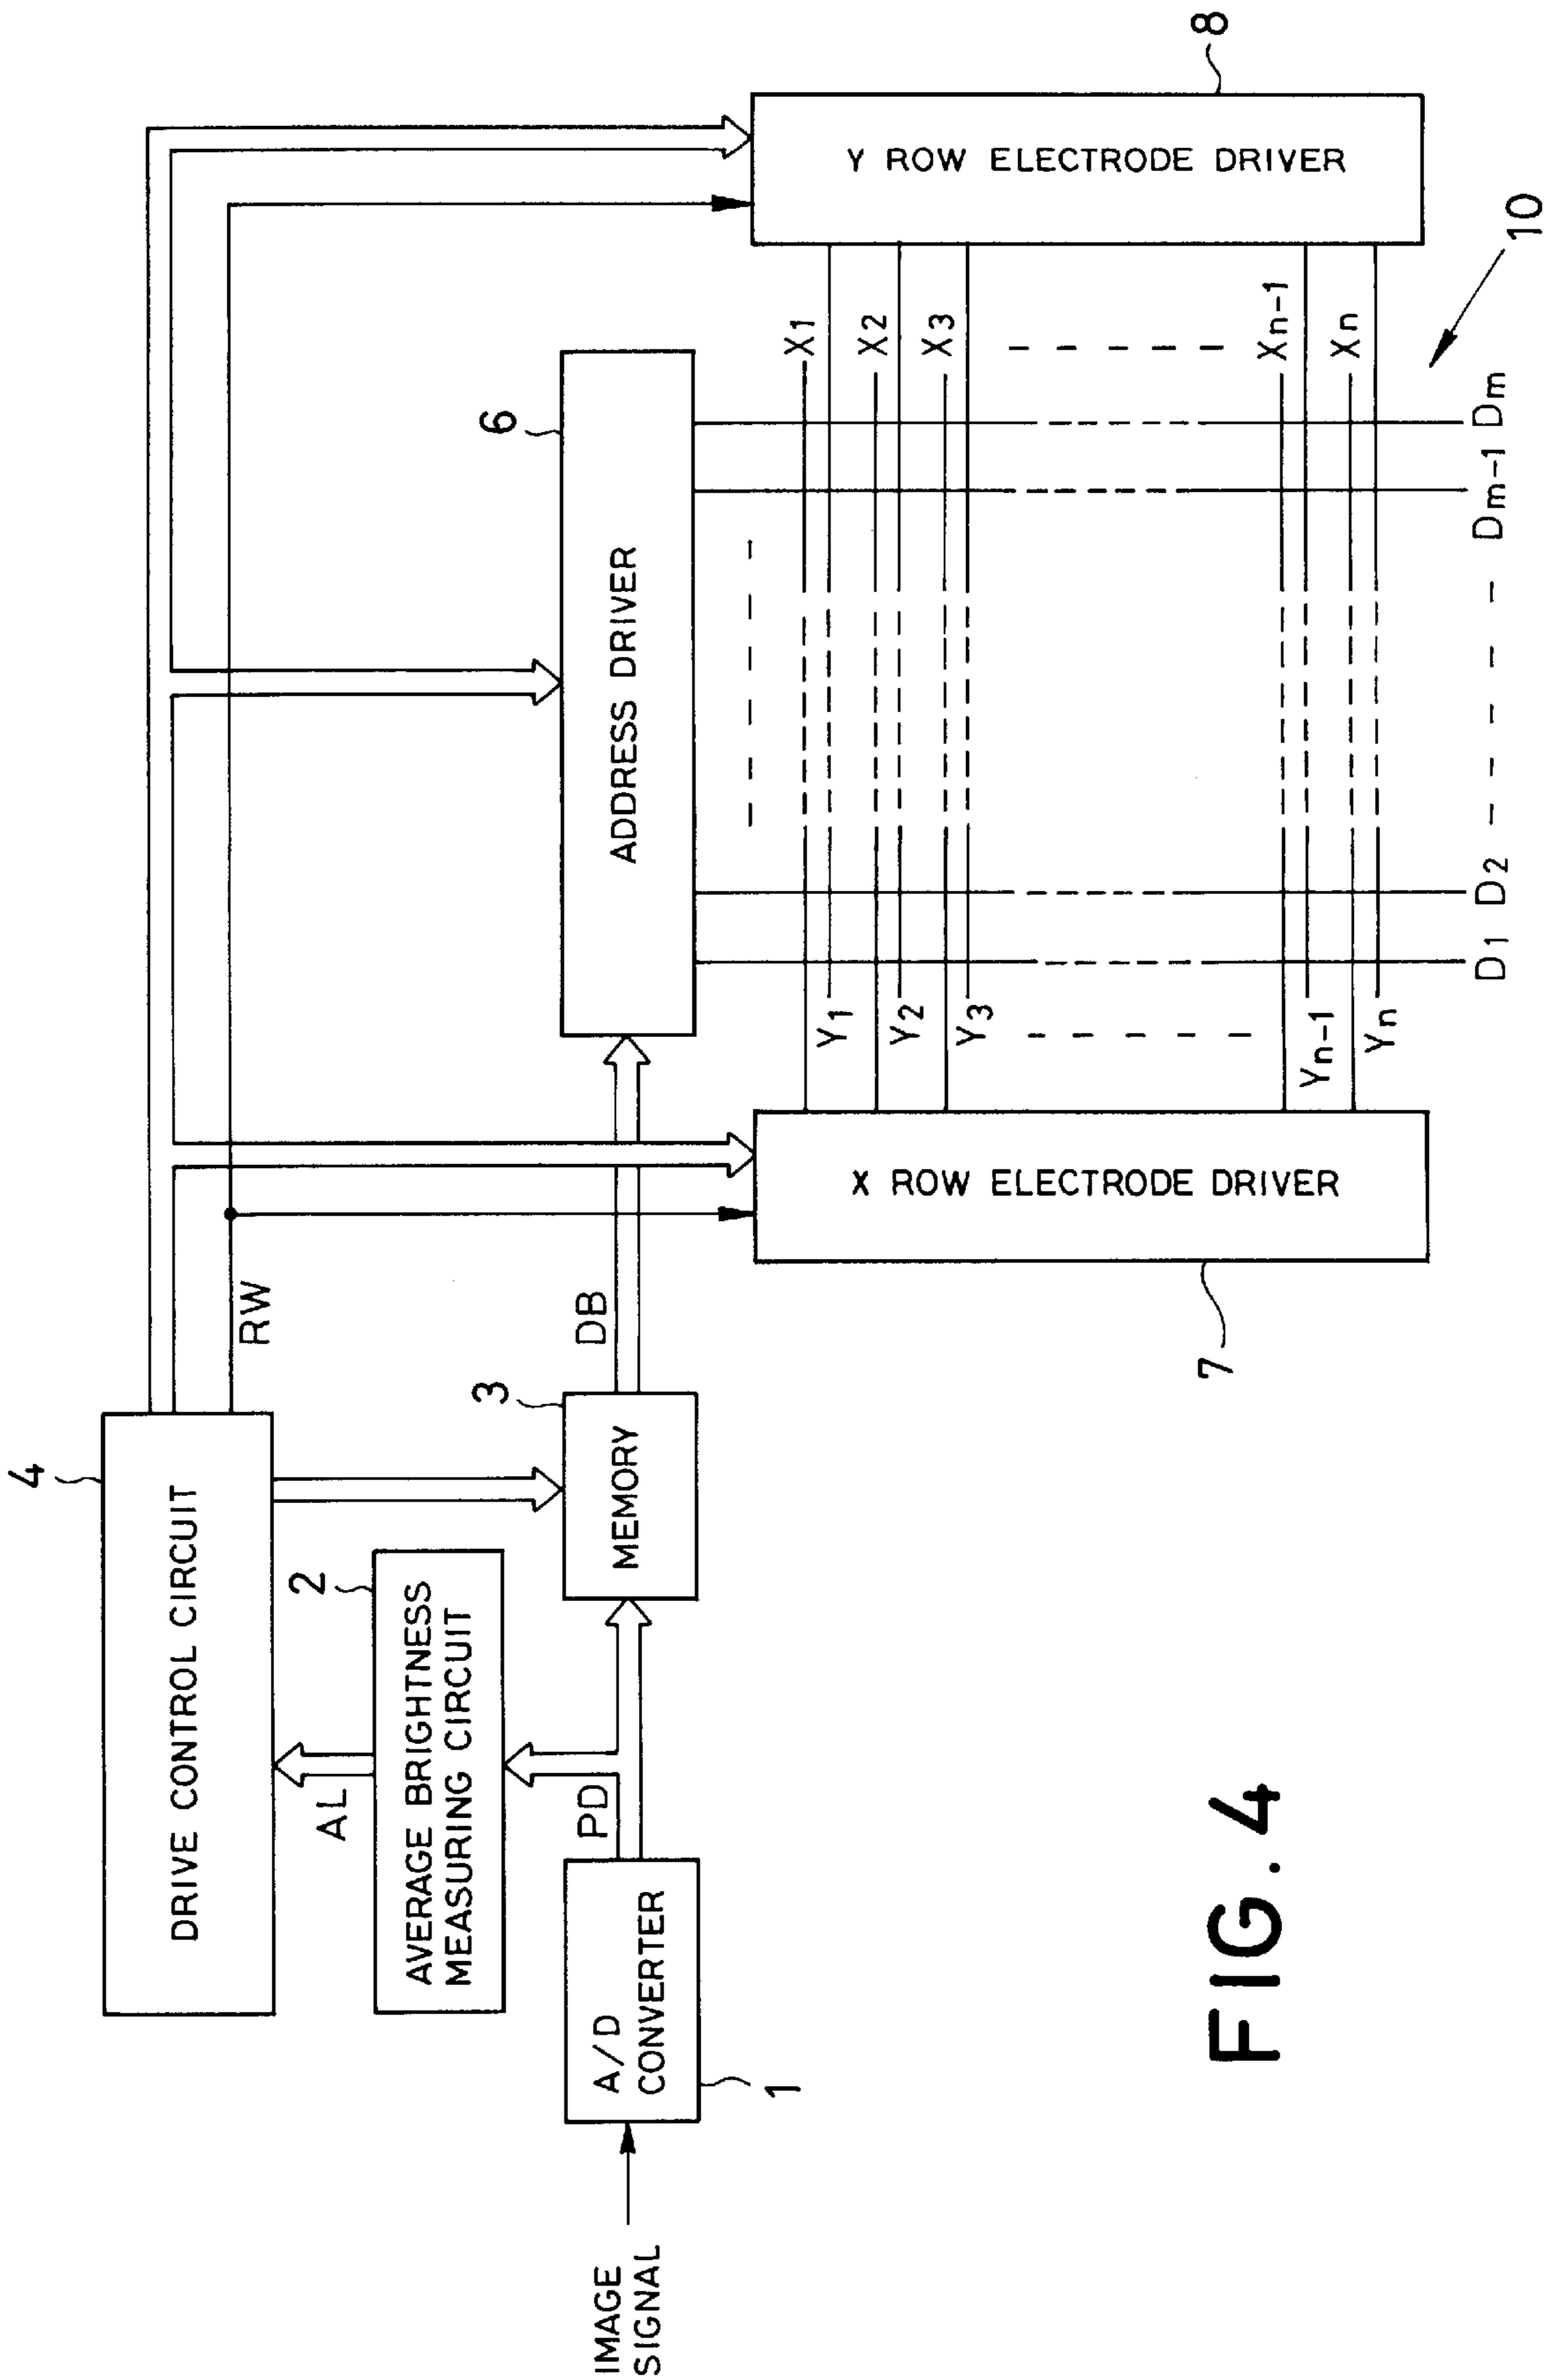 4
DRIVE CONTROL CIRCUIT
RW
AL
2
AVERAGE BRIGHTNESS
MEASURING CIRCUIT
PD
IMAGE
SIGNAL
A/D
CONVERTER
1
3
MEMORY
DB
6
ADDRESS DRIVER
7
X ROW ELECTRODE DRIVER
8
Y ROW ELECTRODE DRIVER
X1
X2
X3
Xn-1
Xn
Y1
Y2
Y3
Yn-1
Yn
D1 D2 Dm-1 Dm
10
FIG. 4